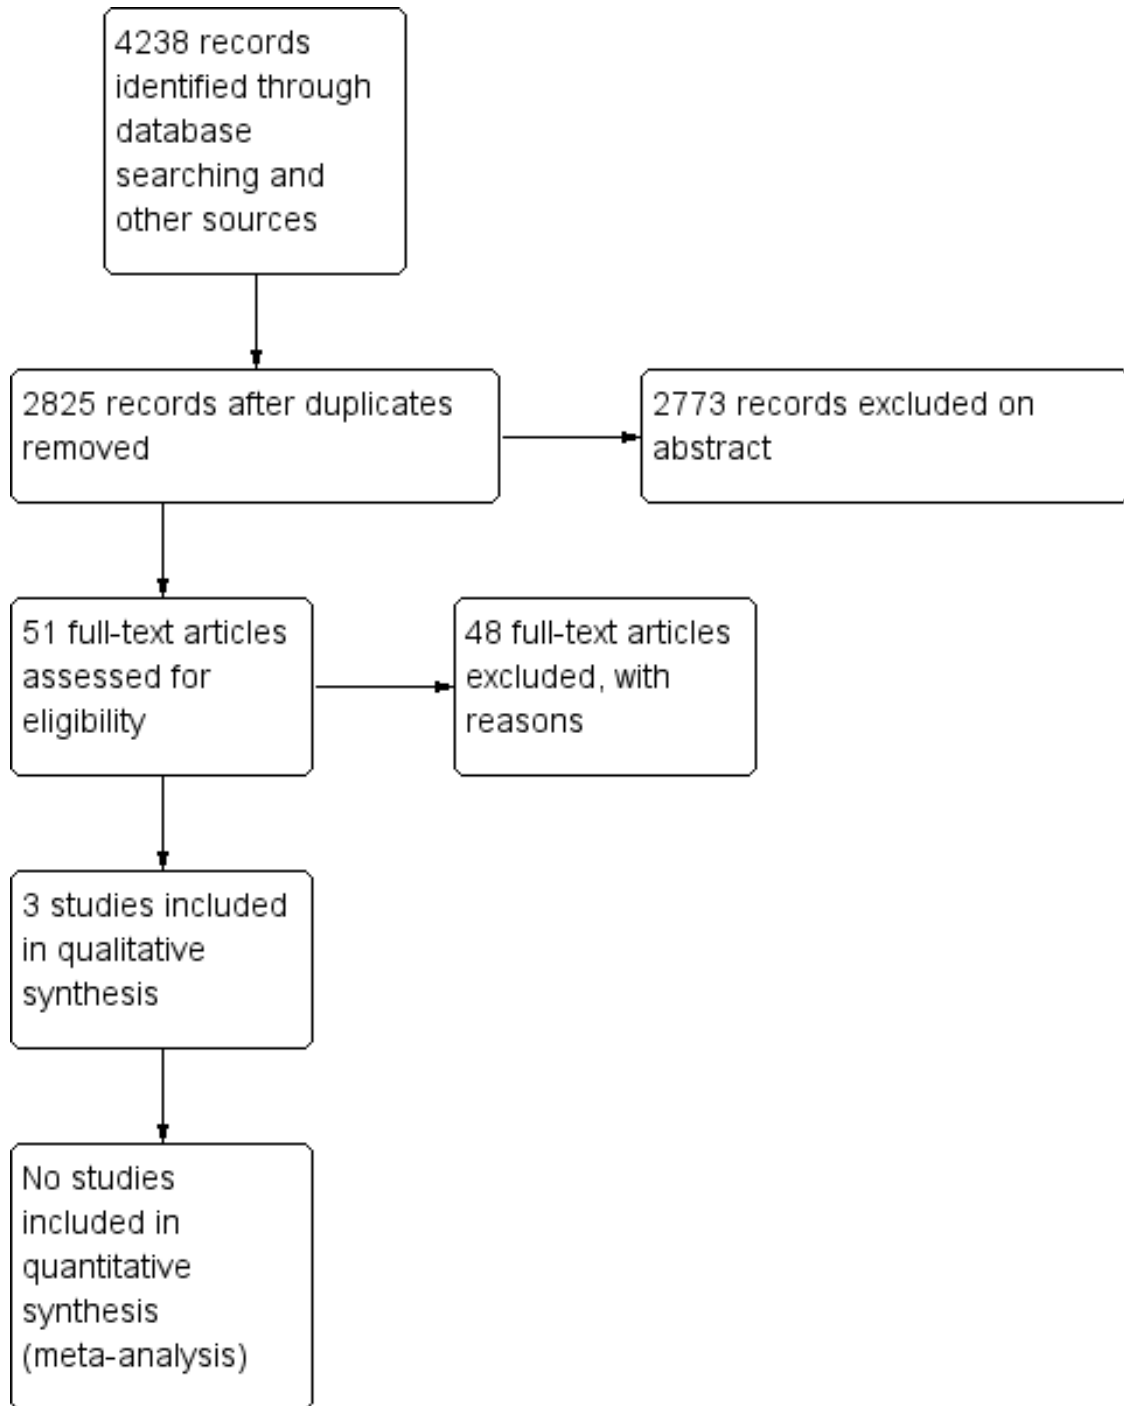 4238 records
identified through
database
searching and
other sources
2825 records after duplicates
removed
2773 records excluded on
abstract
51 full-text articles
assessed for
eligibility
48 full-text articles
excluded, with
reasons
3 studies included
in qualitative
synthesis
No studies
included in
quantitative
synthesis
(meta-analysis)